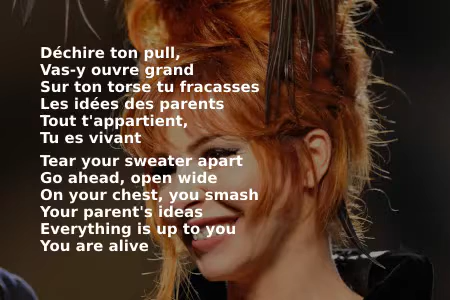 Déchire ton pull,
Vas-y ouvre grand
Sur ton torse tu fracasses
Les idées des parents
Tout t'appartient,
Tu es vivant
Tear your sweater apart
Go ahead, open wide
On your chest, you smash
Your parent's ideas
Everything is up to you
You are alive